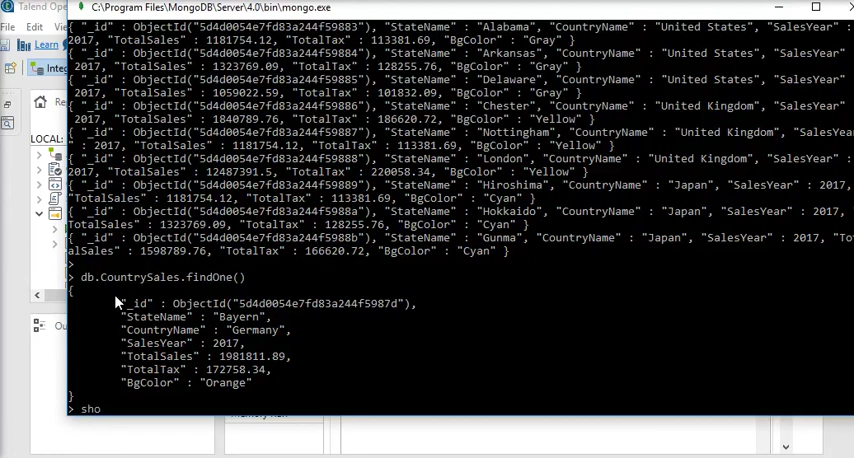 Talend Open
C:\Program Files\MongoDB\Server\4.0\bin\mongo.exe
File
Edit
Learn
Integ
LOCAL:
{ "_id" : ObjectId("5d4d0054e7fd83a244f59883"), "StateName" : "Alabama", "CountryName" : "United States", "SalesYear" :
2017, "TotalSales" : 1181754.12, "TotalTax" : 113381.69, "BgColor" : "Gray" }
{ "_id" : ObjectId("5d4d0054e7fd83a244f59884"), "StateName" : "Arkansas", "CountryName" : "United States", "SalesYear"
2017, "TotalSales" : 1323769.09, "TotalTax" : 128255.76, "BgColor" : "Gray" }
{ "_id" : ObjectId("5d4d0054e7fd83a244f59885"), "StateName" : "Delaware", "CountryName" : "United States", "SalesYear"
2017, "TotalSales" : 1059022.59, "TotalTax" : 101832.09, "BgColor" : "Gray" }
{ "_id" : ObjectId("5d4d0054e7fd83a244f59886"), "StateName" : "Chester", "CountryName" : "United Kingdom", "SalesYear"
2017, "TotalSales" : 1840789.76, "TotalTax" : 186620.72, "BgColor" : "Yellow" }
{ "_id" : ObjectId("5d4d0054e7fd83a244f59887"), "StateName" : "Nottingham", "CountryName" : "United Kingdom", "SalesYea
" : 2017, "TotalSales" : 1181754.12, "TotalTax" : 113381.69, "BgColor" : "Yellow" }
{ "_id" : ObjectId("5d4d0054e7fd83a244f59888"), "StateName" : "London", "CountryName" : "United Kingdom", "SalesYear" :
2017, "TotalSales" : 12487391.5, "TotalTax" : 220058.34, "BgColor" : "Yellow" }
{ "_id" : ObjectId("5d4d0054e7fd83a244f59889"), "StateName" : "Hiroshima", "CountryName" : "Japan", "SalesYear" : 2017,
TotalSales" : 1181754.12, "TotalTax" : 113381.69, "BgColor" : "Cyan" }
{ "_id" : ObjectId("5d4d0054e7fd83a244f5988a"), "StateName" : "Hokkaido", "CountryName" : "Japan", "SalesYear" : 2017,
TotalSales" : 1323769.09, "TotalTax" : 128255.76, "BgColor" : "Cyan" }
{ "_id" : ObjectId("5d4d0054e7fd83a244f5988b"), "StateName" : "Gunma", "CountryName" : "Japan", "SalesYear" : 2017, "To
alSales" : 1598789.76, "TotalTax" : 166620.72, "BgColor" : "Cyan" }
>
> db.CountrySales.findOne()
{
"_id" : ObjectId("5d4d0054e7fd83a244f5987d"),
"StateName" : "Bayern",
"CountryName" : "Germany",
"SalesYear" : 2017,
"TotalSales" : 1981811.89,
"TotalTax" : 172758.34,
"BgColor" : "Orange"
}
> sho